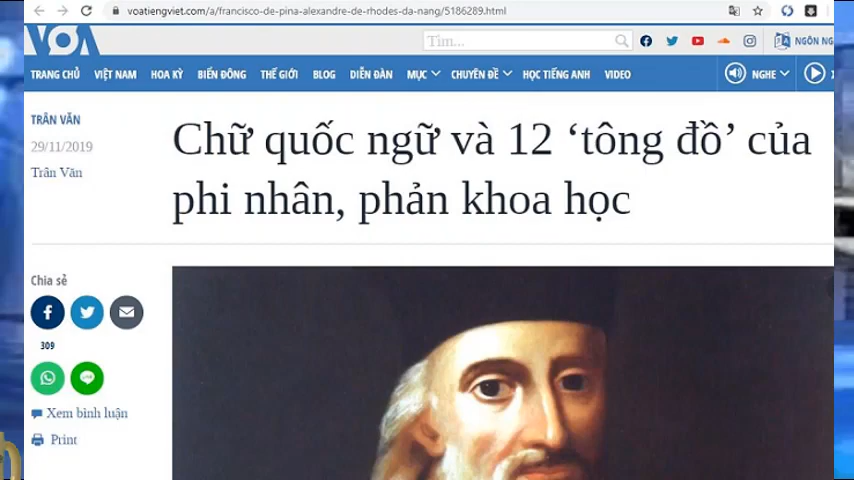 voatiengviet.com/a/francisco-de-pina-alexandre-de-rhodes-da-nang/5186289.html
VOA
Tìm...
NGÔN NG
TRANG CHỦ VIỆT NAM HOA KỲ BIỂN ĐÔNG THẾ GIỚI BLOG DIỄN ĐÀN MỤC CHUYÊN ĐỀ HỌC TIẾNG ANH VIDEO NGHE
TRÂN VĂN
29/11/2019
Trân Văn
Chữ quốc ngữ và 12 ‘tông đồ’ của
phi nhân, phản khoa học
Chia sẻ
309
Xem bình luận
Print